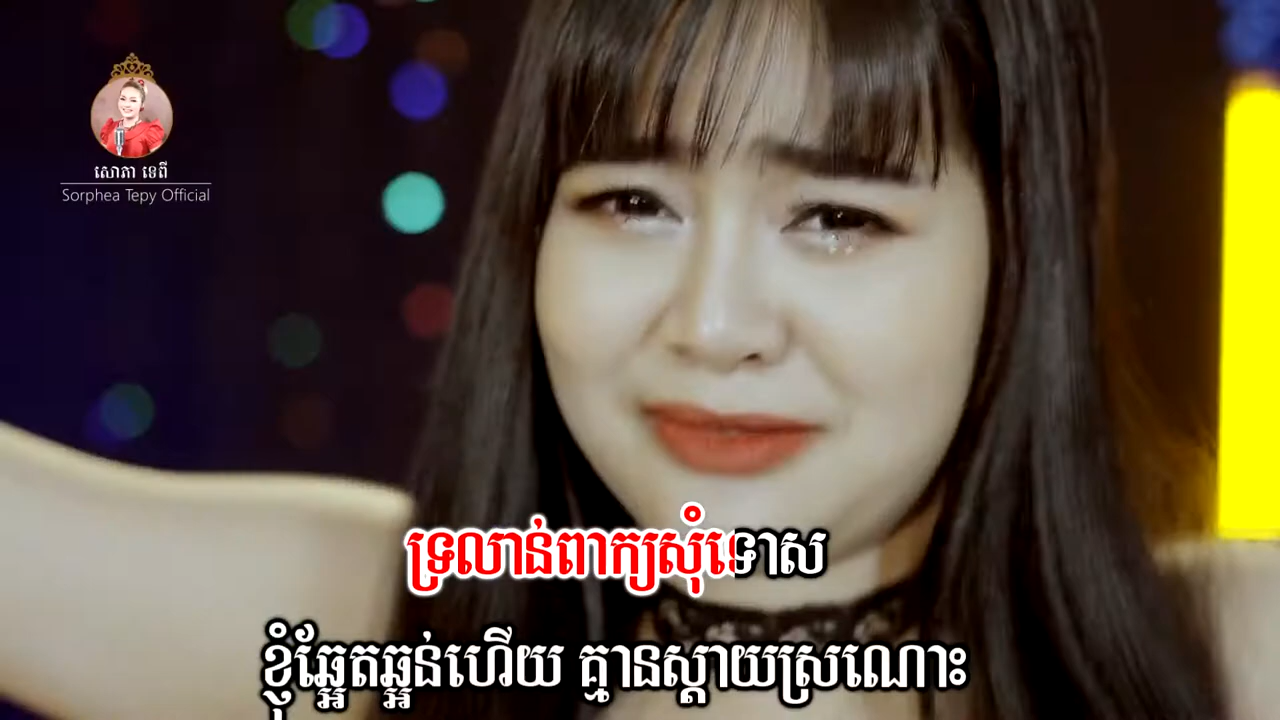 សោភា ទេពី
Sorphea Tepy Official
ទ្រលាន់ពាក្យសុំទោស
ខ្ញុំឆ្អែតឆ្អន់ហើយ គ្មានស្ដាយស្រណោះ